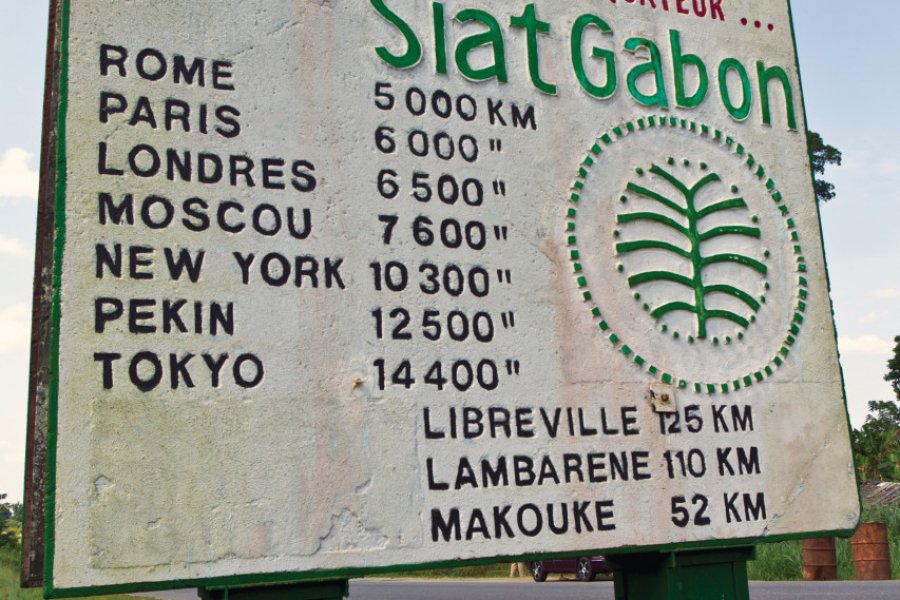 ...
Siat Gabon
ROME 5 000 KM
PARIS 6 000 "
LONDRES 6 500 "
MOSCOU 7 600 "
NEW YORK 10 300 "
PEKIN 12 500 "
TOKYO 14 400 "
LIBREVILLE 125 KM
LAMBARENE 110 KM
MAKOUKE 52 KM